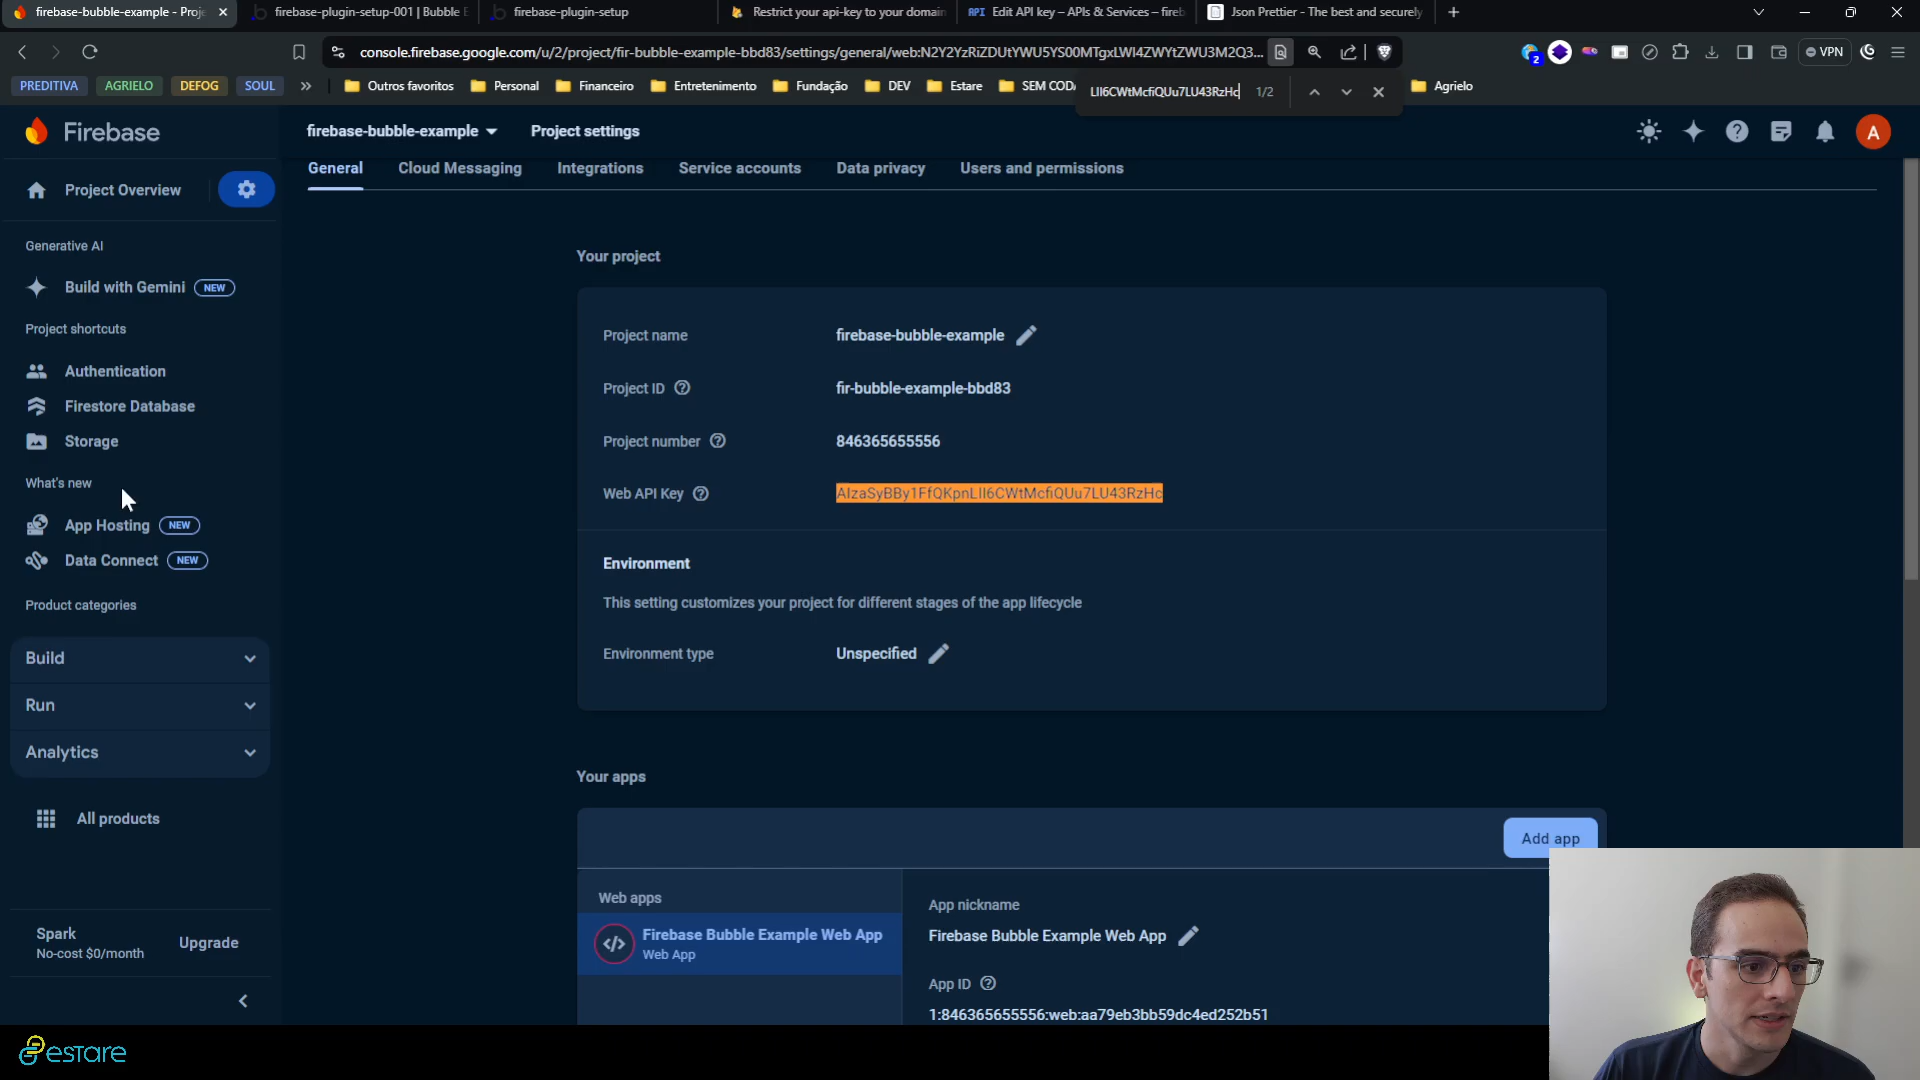 firebase-bubble-example - Proje
firebase-plugin-setup-001 | Bubble E
firebase-plugin-setup
Restrict your api-key to your domain
API Edit API key – APIs & Services – fireb
Json Prettier - The best and securely
console.firebase.google.com/u/2/project/fir-bubble-example-bbd83/settings/general/web:N2Y2YzRiZDUtYWU5YS00MTgxLWI4ZWYtZWU3M2Q3...
2
VPN
PREDITIVA
AGRIELO
DEFOG
SOUL
Outros favoritos
Personal
Financeiro
Entretenimento
Fundação
DEV
Estare
SEM CODA
LlI6CWtMcfiQUu7LU43RzHc
1/2
Agrielo
Firebase
firebase-bubble-example
Project settings
A
General
Cloud Messaging
Integrations
Service accounts
Data privacy
Users and permissions
Project Overview
Generative AI
Build with Gemini NEW
Project shortcuts
Authentication
Firestore Database
Storage
What's new
App Hosting NEW
Data Connect NEW
Product categories
Build
Run
Analytics
All products
Spark
No-cost $0/month
Upgrade
Your project
Project name firebase-bubble-example
Project ID fir-bubble-example-bbd83
Project number 846365655556
Web API Key AIzaSyBBy1FfQKpnLlI6CWtMcfiQUu7LU43RzHc
Environment
This setting customizes your project for different stages of the app lifecycle
Environment type Unspecified
Your apps
Add app
Web apps
Firebase Bubble Example Web App
Web App
App nickname
Firebase Bubble Example Web App
App ID
1:846365655556:web:aa79eb3bb59dc4ed252b51
estare